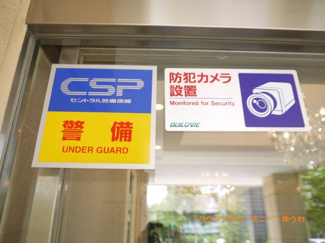 CSP
セントラル警備保障
警備
UNDER GUARD
防犯カメラ
設置
Monitored for Security
BUILCARE